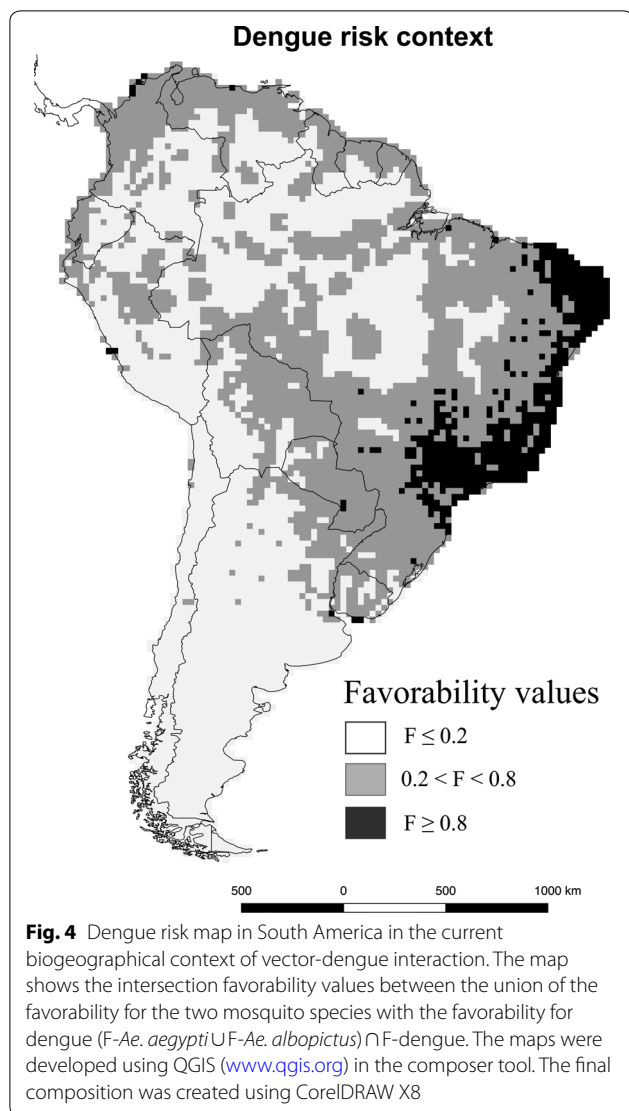 Dengue risk context
Favorability values
F ≤ 0.2
0.2 < F < 0.8
F ≥ 0.8
500 0 500 1000 km
Fig. 4 Dengue risk map in South America in the current
biogeographical context of vector-dengue interaction. The map
shows the intersection favorability values between the union of the
favorability for the two mosquito species with the favorability for
dengue (F-Ae. aegypti∪F-Ae. albopictus)∩F-dengue. The maps were
developed using QGIS (www.qgis.org) in the composer tool. The final
composition was created using CorelDRAW X8